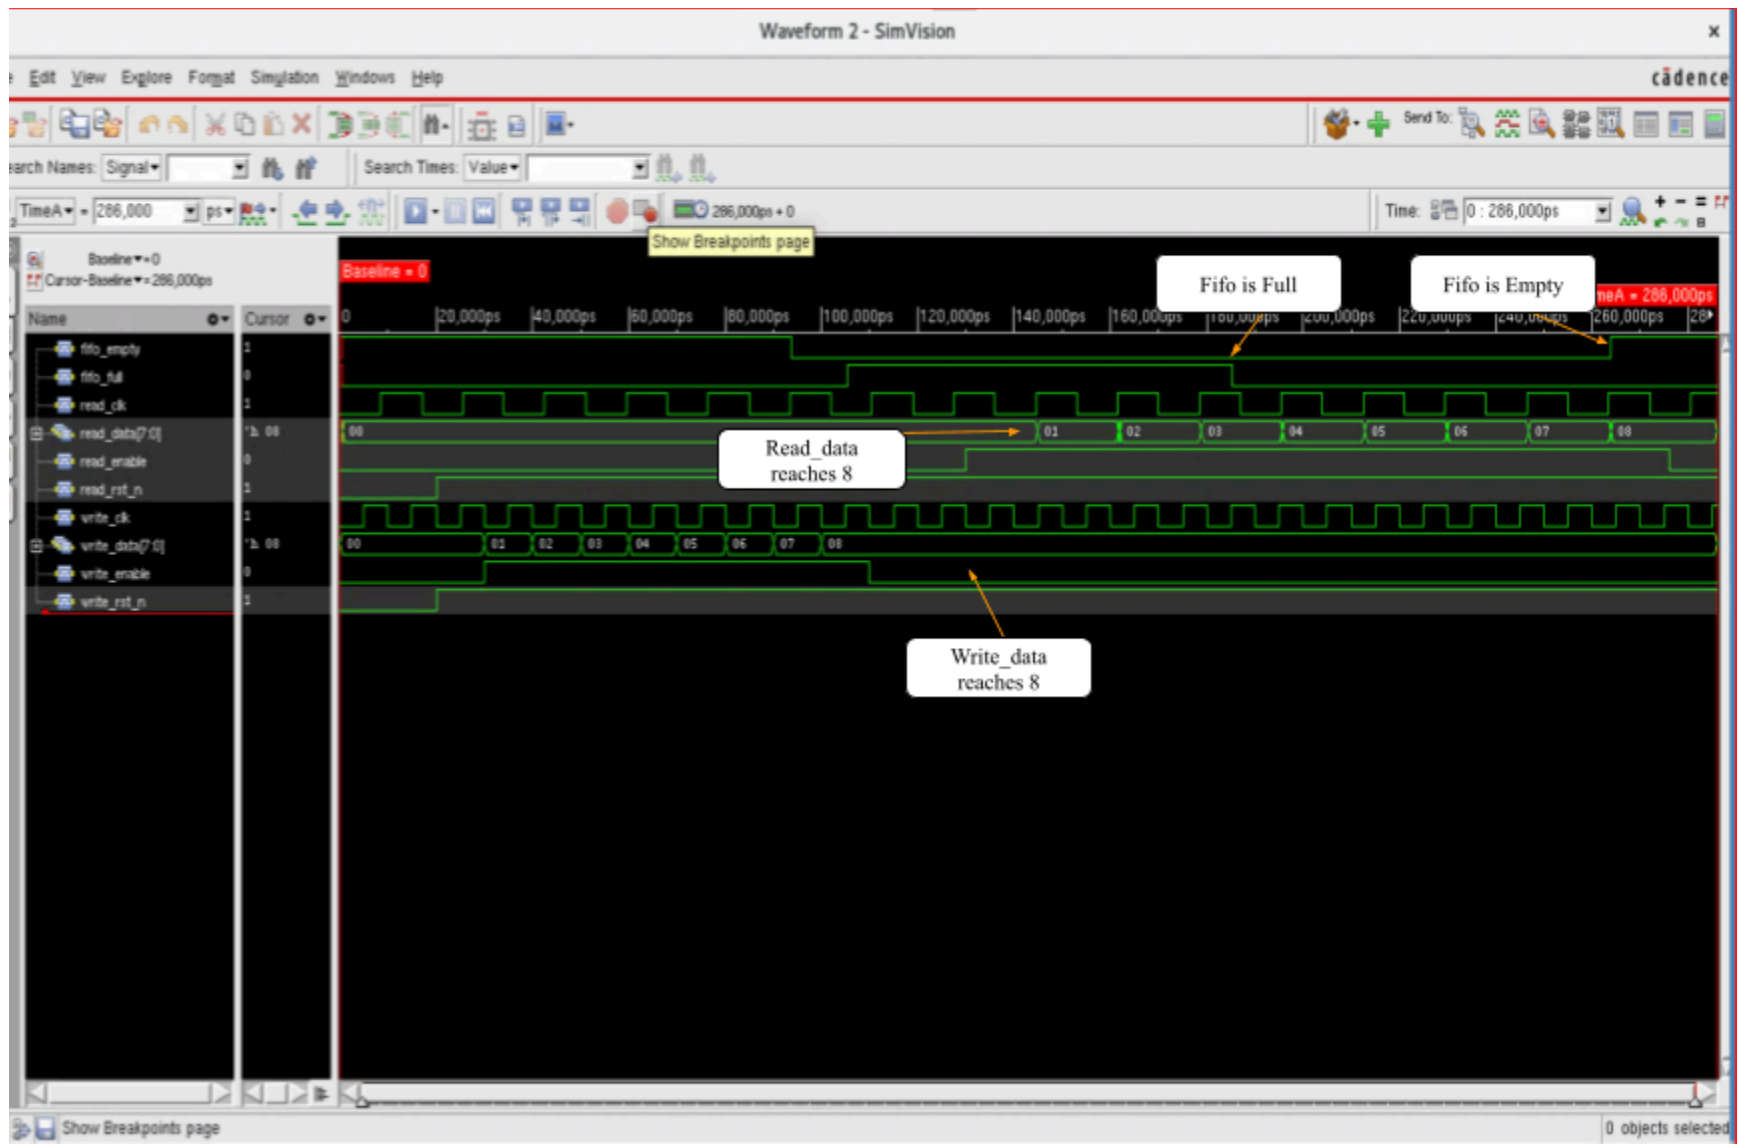 Waveform 2 - SimVision
x
Edit View Explore Format Simulation Windows Help
cādence
Send To:
Search Names: Signal
Search Times: Value
TimeA = 286,000 ps
286,000ps + 0
Time: 0 : 286,000ps
Show Breakpoints page
Baseline = 0
Cursor-Baseline = 286,000ps
Baseline = 0
Fifo is Full
Fifo is Empty
meA = 286,000ps
Name Cursor
0 20,000ps 40,000ps 60,000ps 80,000ps 100,000ps 120,000ps 140,000ps 160,000ps 180,000ps 200,000ps 220,000ps 240,000ps 260,000ps 28
fifo_empty 1
fifo_full 0
read_clk 1
read_data[7:0] 'h 08 00 01 02 03 04 05 06 07 08
Read_data
reaches 8
read_enable 0
read_rst_n 1
write_clk 1
write_data[7:0] 'h 08 00 01 02 03 04 05 06 07 08
write_enable 0
write_rst_n 1
Write_data
reaches 8
Show Breakpoints page
0 objects selected